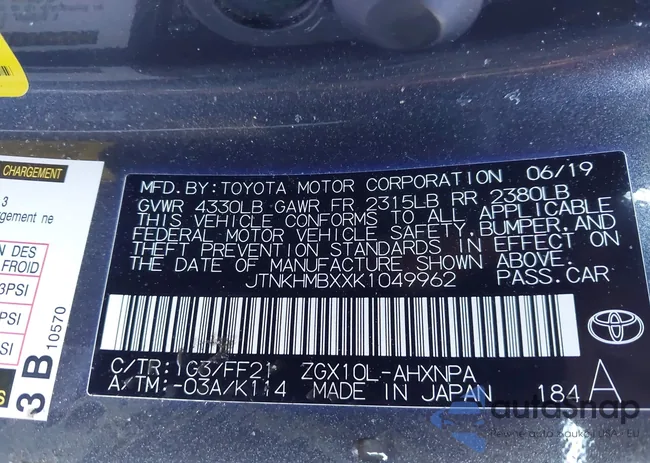 CHARGEMENT
3
argement ne
N DES
FROID
3PSI
PSI
SI
3B 10570
MFD.BY:TOYOTA MOTOR CORPORATION 06/19
GVWR 4330LB GAWR FR 2315LB RR 2380LB
THIS VEHICLE CONFORMS TO ALL APPLICABLE
FEDERAL MOTOR VEHICLE SAFETY,BUMPER,AND
THEFT PREVENTION STANDARDS IN EFFECT ON
THE DATE OF MANUFACTURE SHOWN ABOVE.
JTNKHMBXXK1049962 PASS.CAR
C/TR:1G3/FF21 ZGX10L-AHXNPA
A/TM:-03A/K114 MADE IN JAPAN 184 A
autosnap